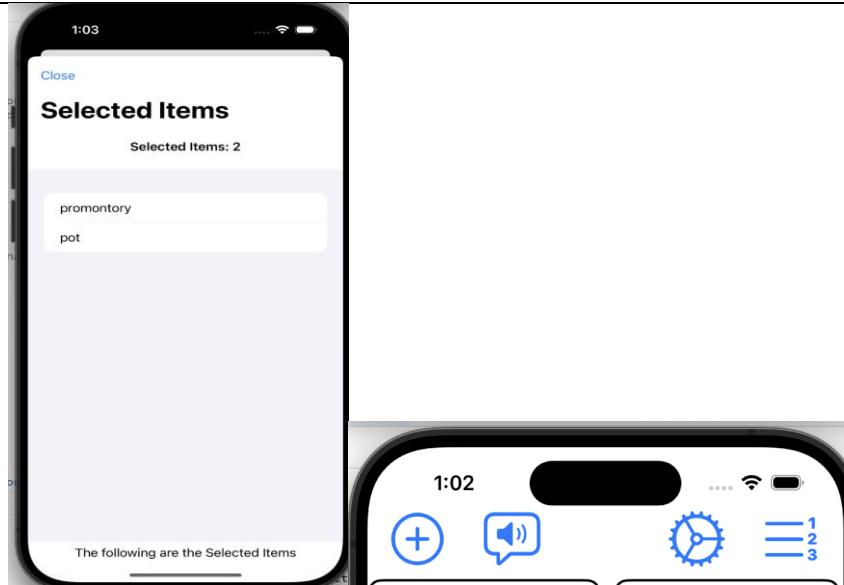 1:03
Close
Selected Items
Selected Items: 2
promontory
pot
The following are the Selected Items
1:02
1
2
3